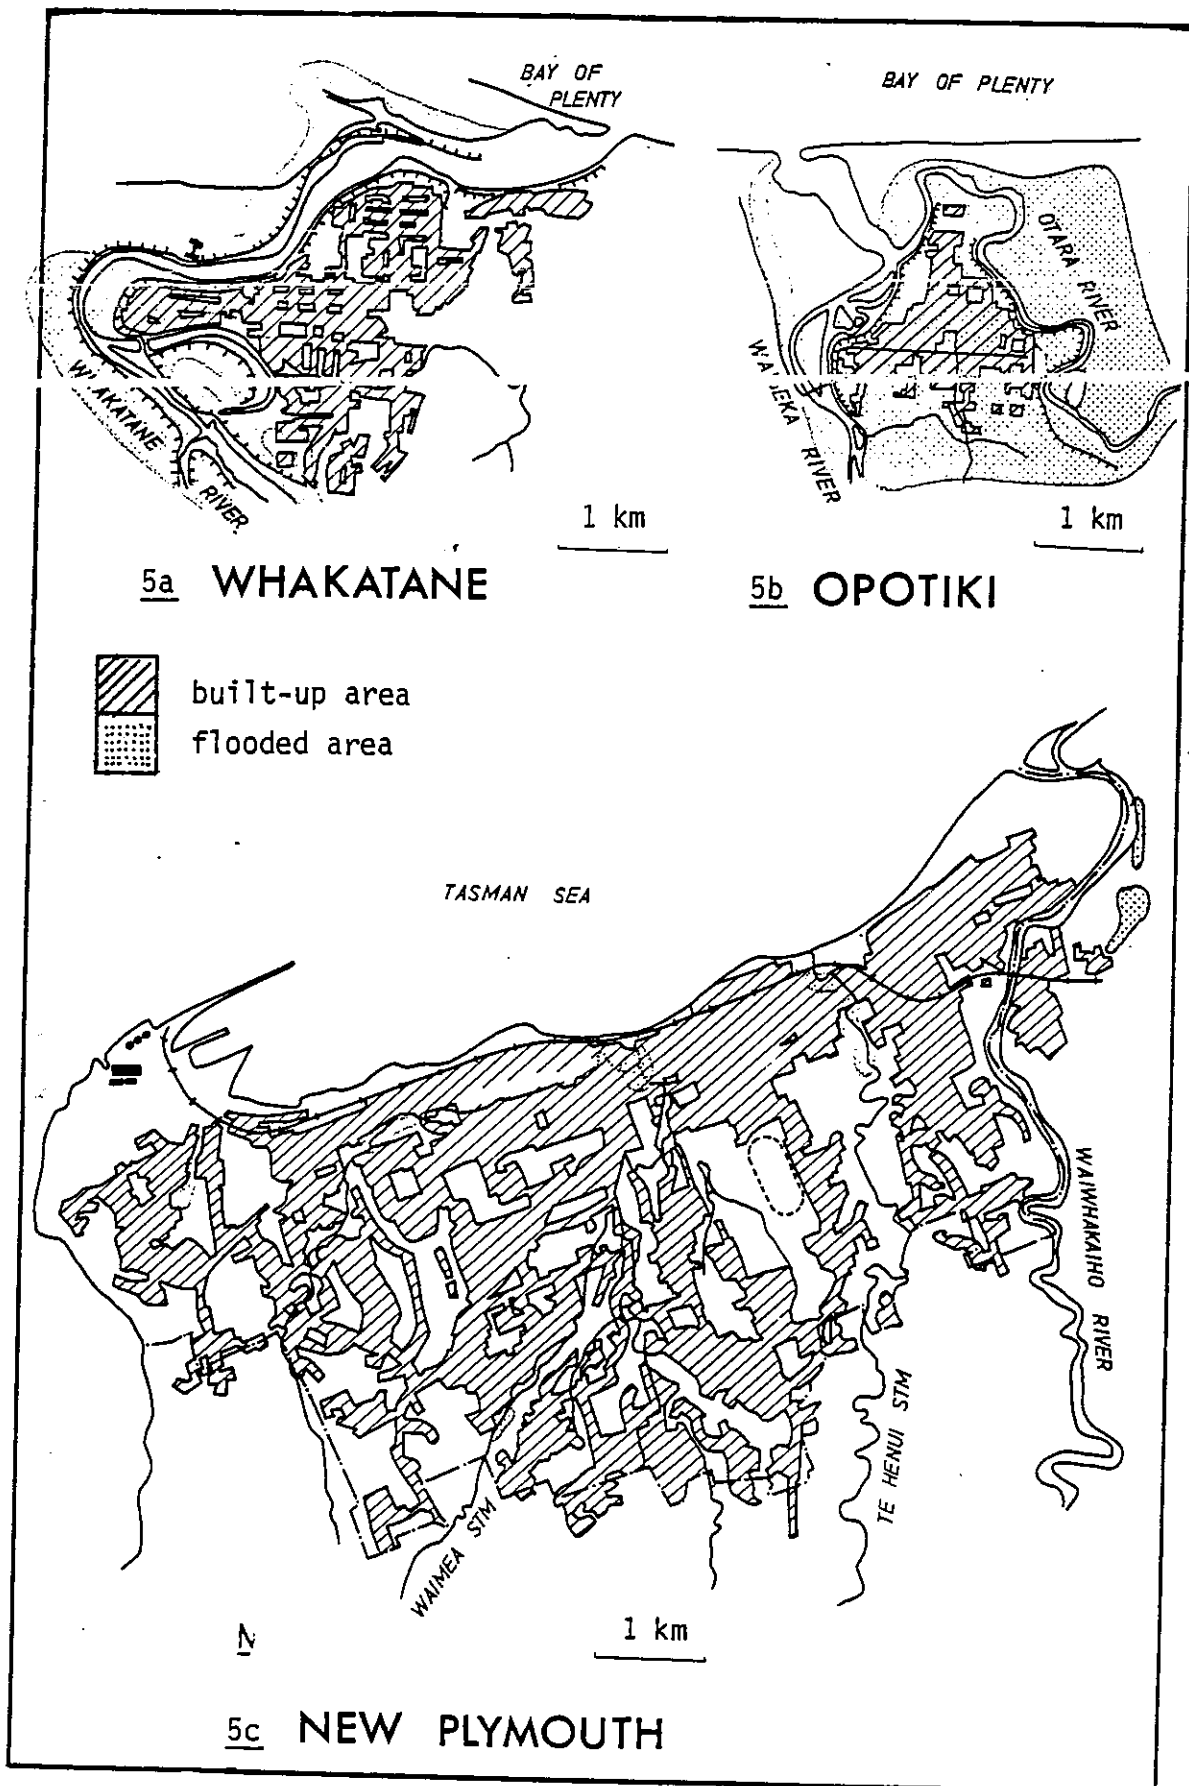 BAY OF
PLENTY
WHAKATANE
RIVER
1 km
5a WHAKATANE
BAY OF PLENTY
OTARA RIVER
RIVER
1 km
5b OPOTIKI
built-up area
flooded area
TASMAN SEA
WAIWHAKAIHO RIVER
TE HENUI STM
WAIMEA STM
N
1 km
5c NEW PLYMOUTH